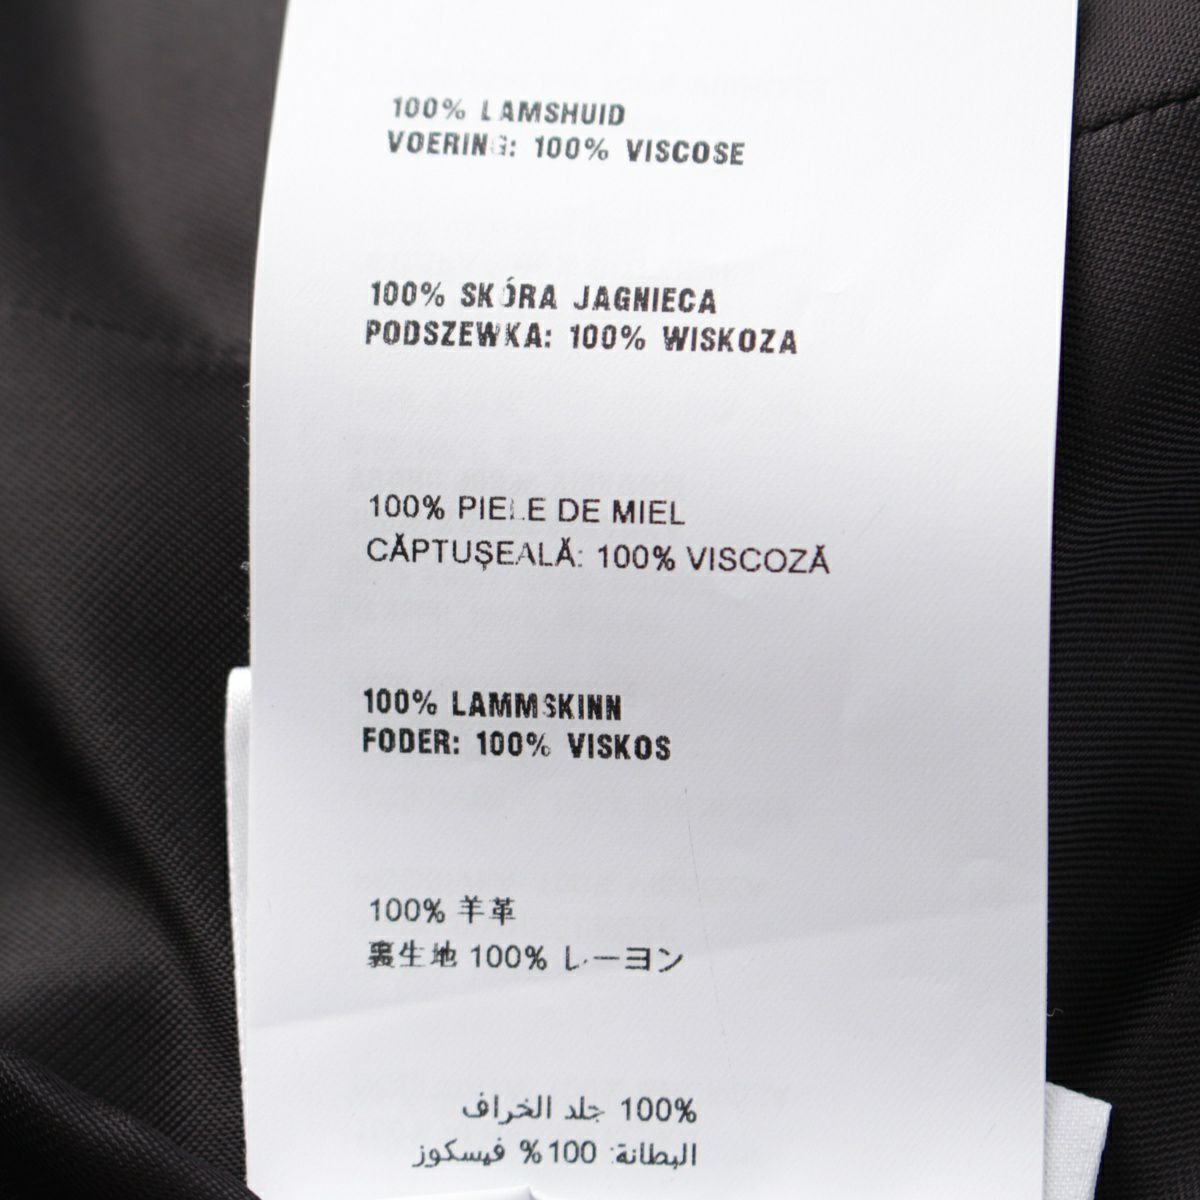 100% LAMSHUID
VOERING: 100% VISCOSE
100% SKÓRA JAGNIECA
PODSZEWKA: 100% WISKOZA
100% PIELE DE MIEL
CĂPTUȘEALĂ: 100% VISCOZĂ
100% LAMMSKINN
FODER: 100% VISKOS
100% 羊革
裏生地 100% レーヨン
100% جلد الخراف
البطانة: 100% فيسكوز